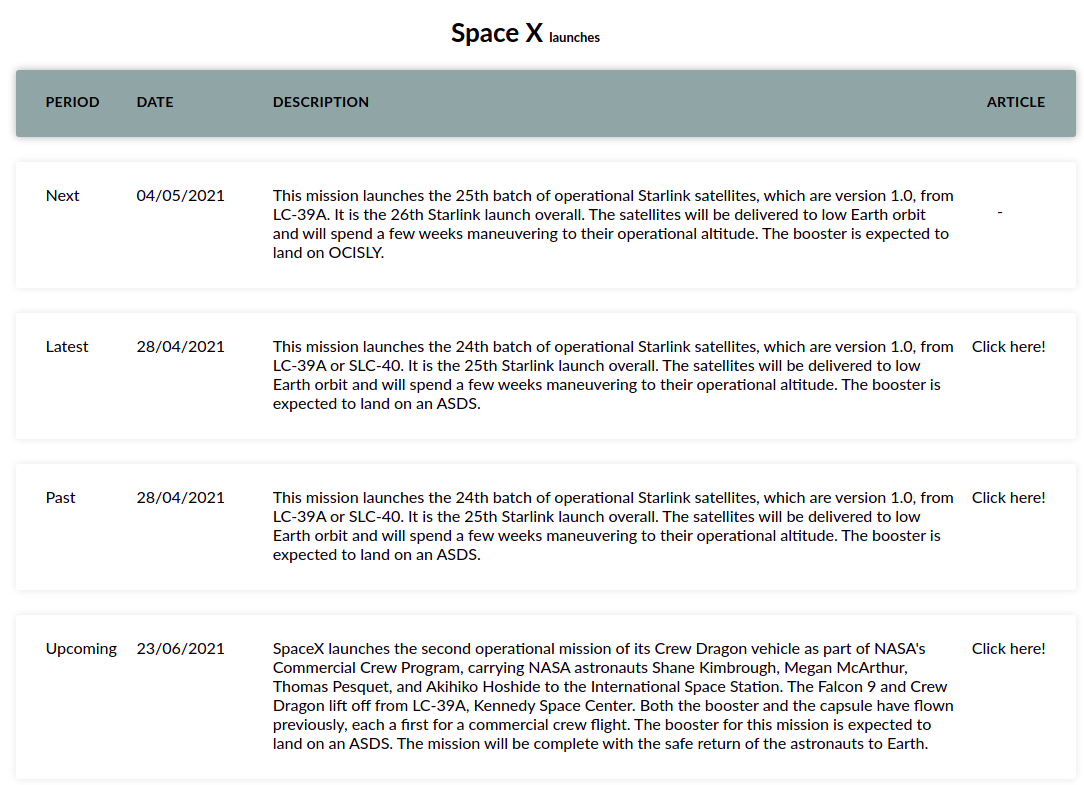 Space X launches
PERIOD DATE DESCRIPTION ARTICLE
Next 04/05/2021 This mission launches the 25th batch of operational Starlink satellites, which are version 1.0, from
LC-39A. It is the 26th Starlink launch overall. The satellites will be delivered to low Earth orbit -
and will spend a few weeks maneuvering to their operational altitude. The booster is expected to
land on OCISLY.
Latest 28/04/2021 This mission launches the 24th batch of operational Starlink satellites, which are version 1.0, from Click here!
LC-39A or SLC-40. It is the 25th Starlink launch overall. The satellites will be delivered to low
Earth orbit and will spend a few weeks maneuvering to their operational altitude. The booster is
expected to land on an ASDS.
Past 28/04/2021 This mission launches the 24th batch of operational Starlink satellites, which are version 1.0, from Click here!
LC-39A or SLC-40. It is the 25th Starlink launch overall. The satellites will be delivered to low
Earth orbit and will spend a few weeks maneuvering to their operational altitude. The booster is
expected to land on an ASDS.
Upcoming 23/06/2021 SpaceX launches the second operational mission of its Crew Dragon vehicle as part of NASA's Click here!
Commercial Crew Program, carrying NASA astronauts Shane Kimbrough, Megan McArthur,
Thomas Pesquet, and Akihiko Hoshide to the International Space Station. The Falcon 9 and Crew
Dragon lift off from LC-39A, Kennedy Space Center. Both the booster and the capsule have flown
previously, each a first for a commercial crew flight. The booster for this mission is expected to
land on an ASDS. The mission will be complete with the safe return of the astronauts to Earth.